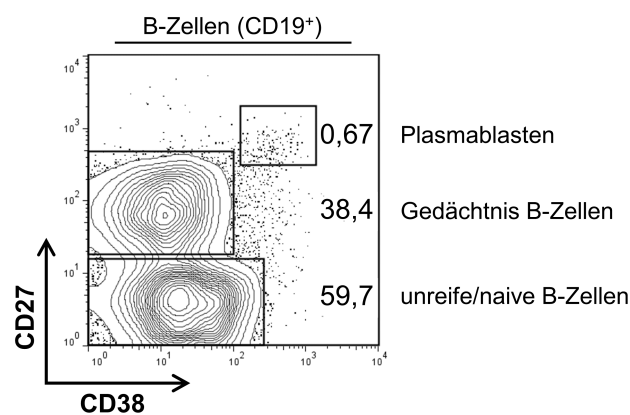 B-Zellen (CD19⁺)
10⁴
10³
0,67 Plasmablasten
10²
38,4 Gedächtnis B-Zellen
10¹
59,7 unreife/naive B-Zellen
10⁰
10⁰ 10¹ 10² 10³ 10⁴
CD27
CD38